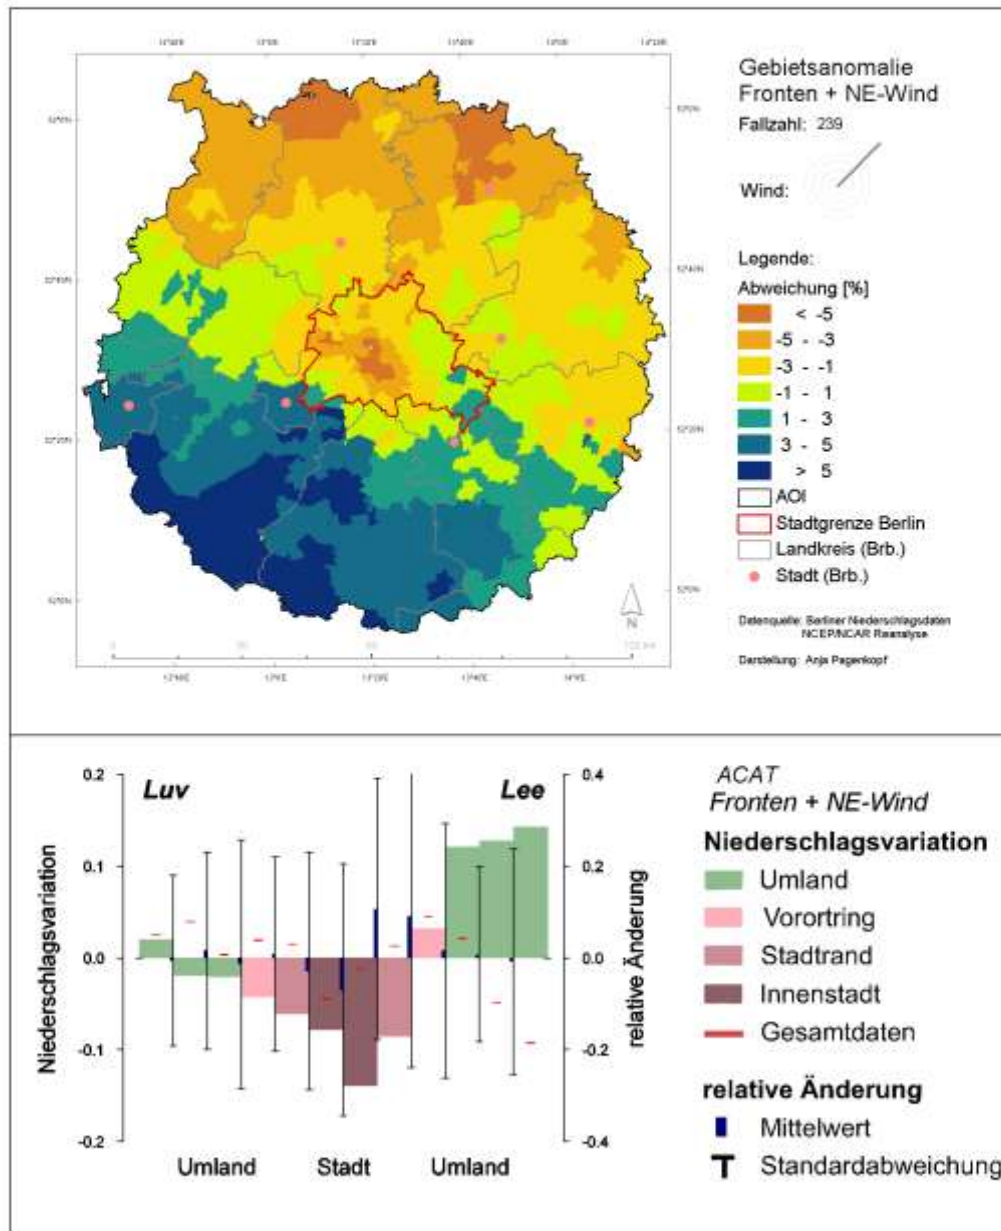 Gebietsanomalie
Fronten + NE-Wind
Fallzahl: 239
Wind:
Legende:
Abweichung [%]
< -5
-5 - -3
-3 - -1
-1 - 1
1 - 3
3 - 5
> 5
AOI
Stadtgrenze Berlin
Landkreis (Brb.)
Stadt (Brb.)
N
Datenquelle: Berliner Niederschlagsdaten
NCEP/NCAR Reanalyse
Darstellung: Anja Pagenkopf
Luv
Lee
0.2
0.1
0.0
-0.1
-0.2
Niederschlagsvariation
0.4
0.2
0.0
-0.2
-0.4
relative Änderung
Umland
Stadt
Umland
ACAT
Fronten + NE-Wind
Niederschlagsvariation
Umland
Vorortring
Stadtrand
Innenstadt
Gesamtdaten
relative Änderung
Mittelwert
Standardabweichung